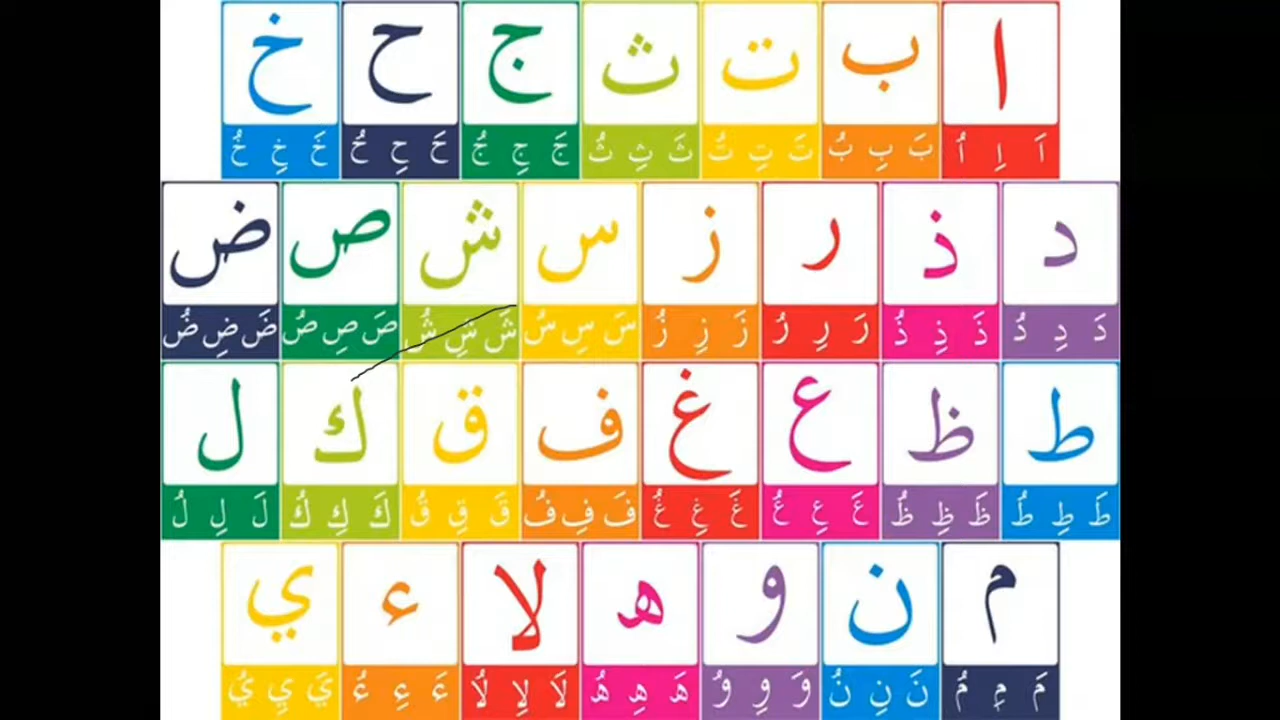 ا ب ت ث ج ح خ
اَ اِ اُ بَ بِ بُ تَ تِ تُ ثَ ثِ ثُ جَ جِ جُ حَ حِ حُ خَ خِ خُ
د ذ ر ز س ش ص ض
دَ دِ دُ ذَ ذِ ذُ رَ رِ رُ زَ زِ زُ سَ سِ سُ شَ شِ شُ صَ صِ صُ ضَ ضِ ضُ
ط ظ ع غ ف ق ك ل
طَ طِ طُ ظَ ظِ ظُ عَ عِ عُ غَ غِ غُ فَ فِ فُ قَ قِ قُ كَ كِ كُ لَ لِ لُ
م ن و ه لا ء ي
مَ مِ مُ نَ نِ نُ وَ وِ وُ هَ هِ هُ لَا لِا لُا ءَ ءِ ءُ يَ يِ يُ